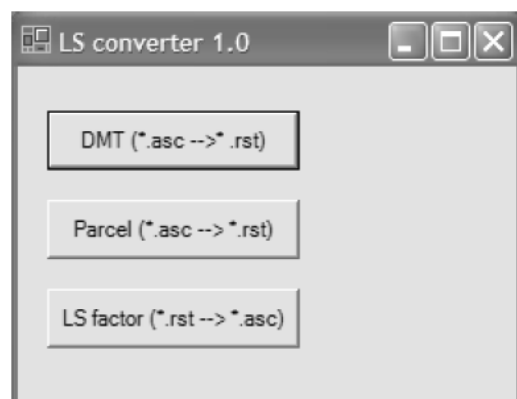 LS converter 1.0
DMT (*.asc -->* .rst)
Parcel (*.asc --> *.rst)
LS factor (*.rst --> *.asc)